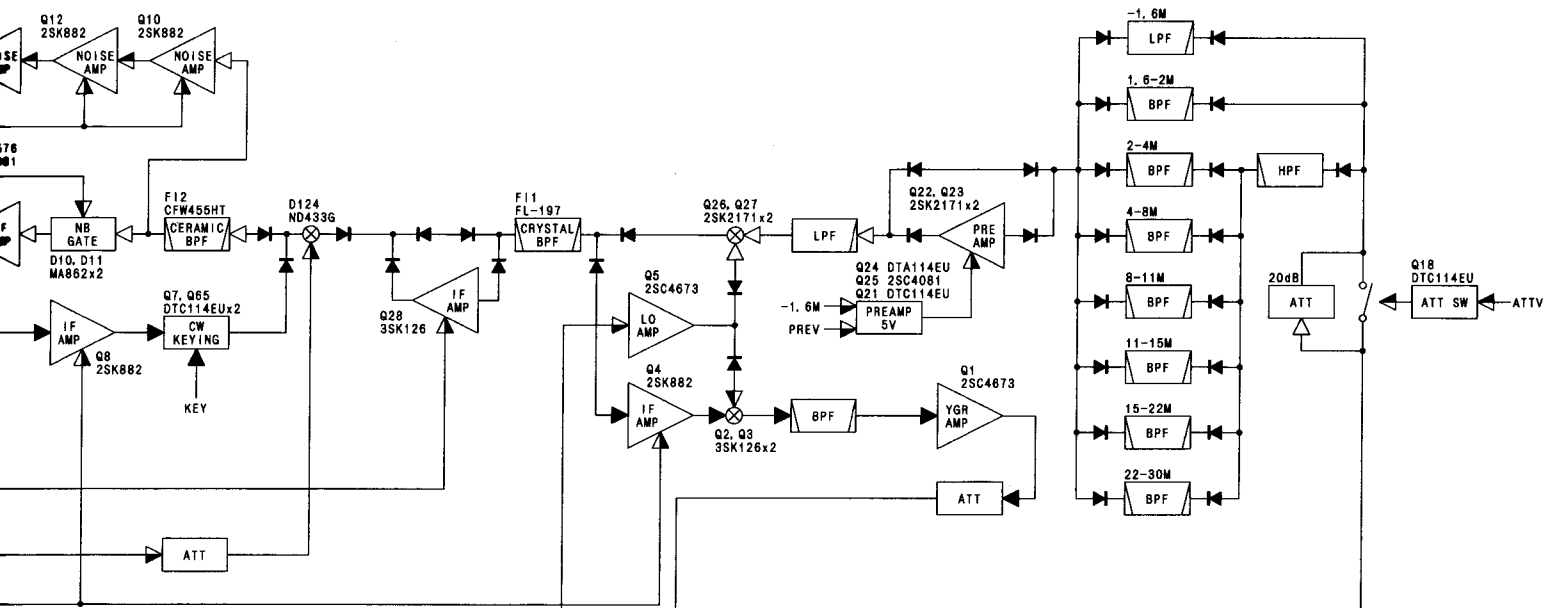 Q12
2SK882
Q10
2SK882
NOISE
AMP
NOISE
AMP
-1.6M
LPF
1.6-2M
BPF
2-4M
BPF
HPF
4-8M
BPF
8-11M
BPF
11-15M
BPF
15-22M
BPF
22-30M
BPF
20dB
ATT
Q18
DTC114EU
ATT SW
ATTV
NB
GATE
D10, D11
MA862x2
FI2
CFW455HT
CERAMIC
BPF
D124
ND433G
FI1
FL-197
CRYSTAL
BPF
Q26, Q27
2SK2171x2
LPF
Q22, Q23
2SK2171x2
PRE
AMP
Q24 DTA114EU
Q25 2SC4081
Q21 DTC114EU
-1.6M
PREV
PREAMP
5V
Q28
3SK126
IF
AMP
Q5
2SC4673
LO
AMP
Q4
2SK882
IF
AMP
Q2, Q3
3SK126x2
BPF
Q1
2SC4673
YGR
AMP
ATT
IF
AMP
Q8
2SK882
Q7, Q65
DTC114EUx2
CW
KEYING
KEY
ATT